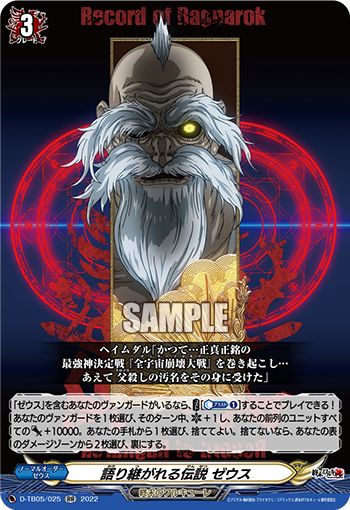 Record of Ragnarok
3
グレード
SAMPLE
ヘイムダル「かつて…正真正銘の
最強神決定戦『全宇宙崩壊大戦』を巻き起こし…
あえて 父殺しの汚名をその身に受けた」
「ゼウス」を含むあなたのヴァンガードがいるなら、(1)することでプレイできる!
あなたのヴァンガードを1枚選び、そのターン中、あなたの前列のユニットすべ
ての +10000。あなたの手札から1枚選び、捨てる。捨てないなら、あなたの表
のダメージゾーンから2枚選び、裏にする。
ノーマルオーダー
ゼウス
語り継がれる伝説 ゼウス
D-TB05/025 RR 2022
終末のワルキューレ